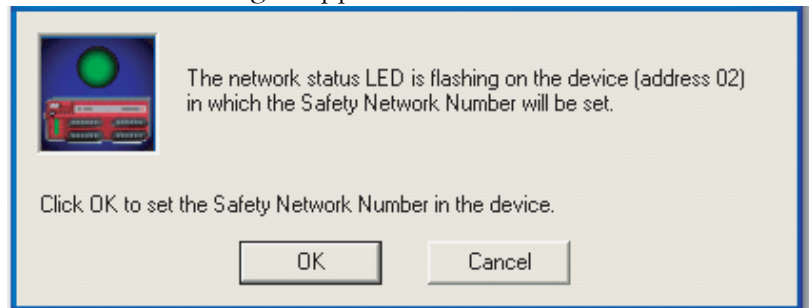 The network status LED is flashing on the device (address 02)
in which the Safety Network Number will be set.
Click OK to set the Safety Network Number in the device.
OK
Cancel